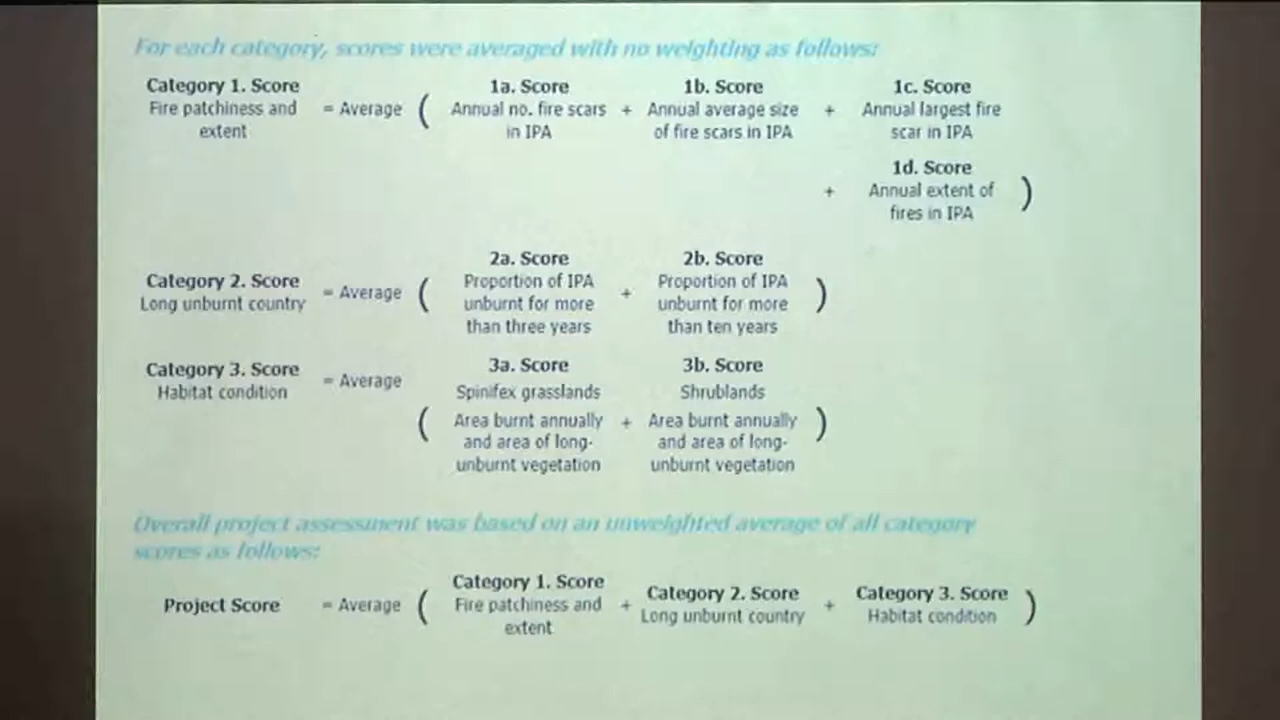 For each category, scores were averaged with no weighting as follows:
Category 1. Score
Fire patchiness and
extent
= Average
(
1a. Score
Annual no. fire scars
in IPA
+
1b. Score
Annual average size
of fire scars in IPA
+
1c. Score
Annual largest fire
scar in IPA
+
1d. Score
Annual extent of
fires in IPA
)
Category 2. Score
Long unburnt country
= Average
(
2a. Score
Proportion of IPA
unburnt for more
than three years
+
2b. Score
Proportion of IPA
unburnt for more
than ten years
)
Category 3. Score
Habitat condition
= Average
(
3a. Score
Spinifex grasslands
Area burnt annually
and area of long-
unburnt vegetation
+
3b. Score
Shrublands
Area burnt annually
and area of long-
unburnt vegetation
)
Overall project assessment was based on an unweighted average of all category
scores as follows:
Project Score
= Average
(
Category 1. Score
Fire patchiness and
extent
+
Category 2. Score
Long unburnt country
+
Category 3. Score
Habitat condition
)